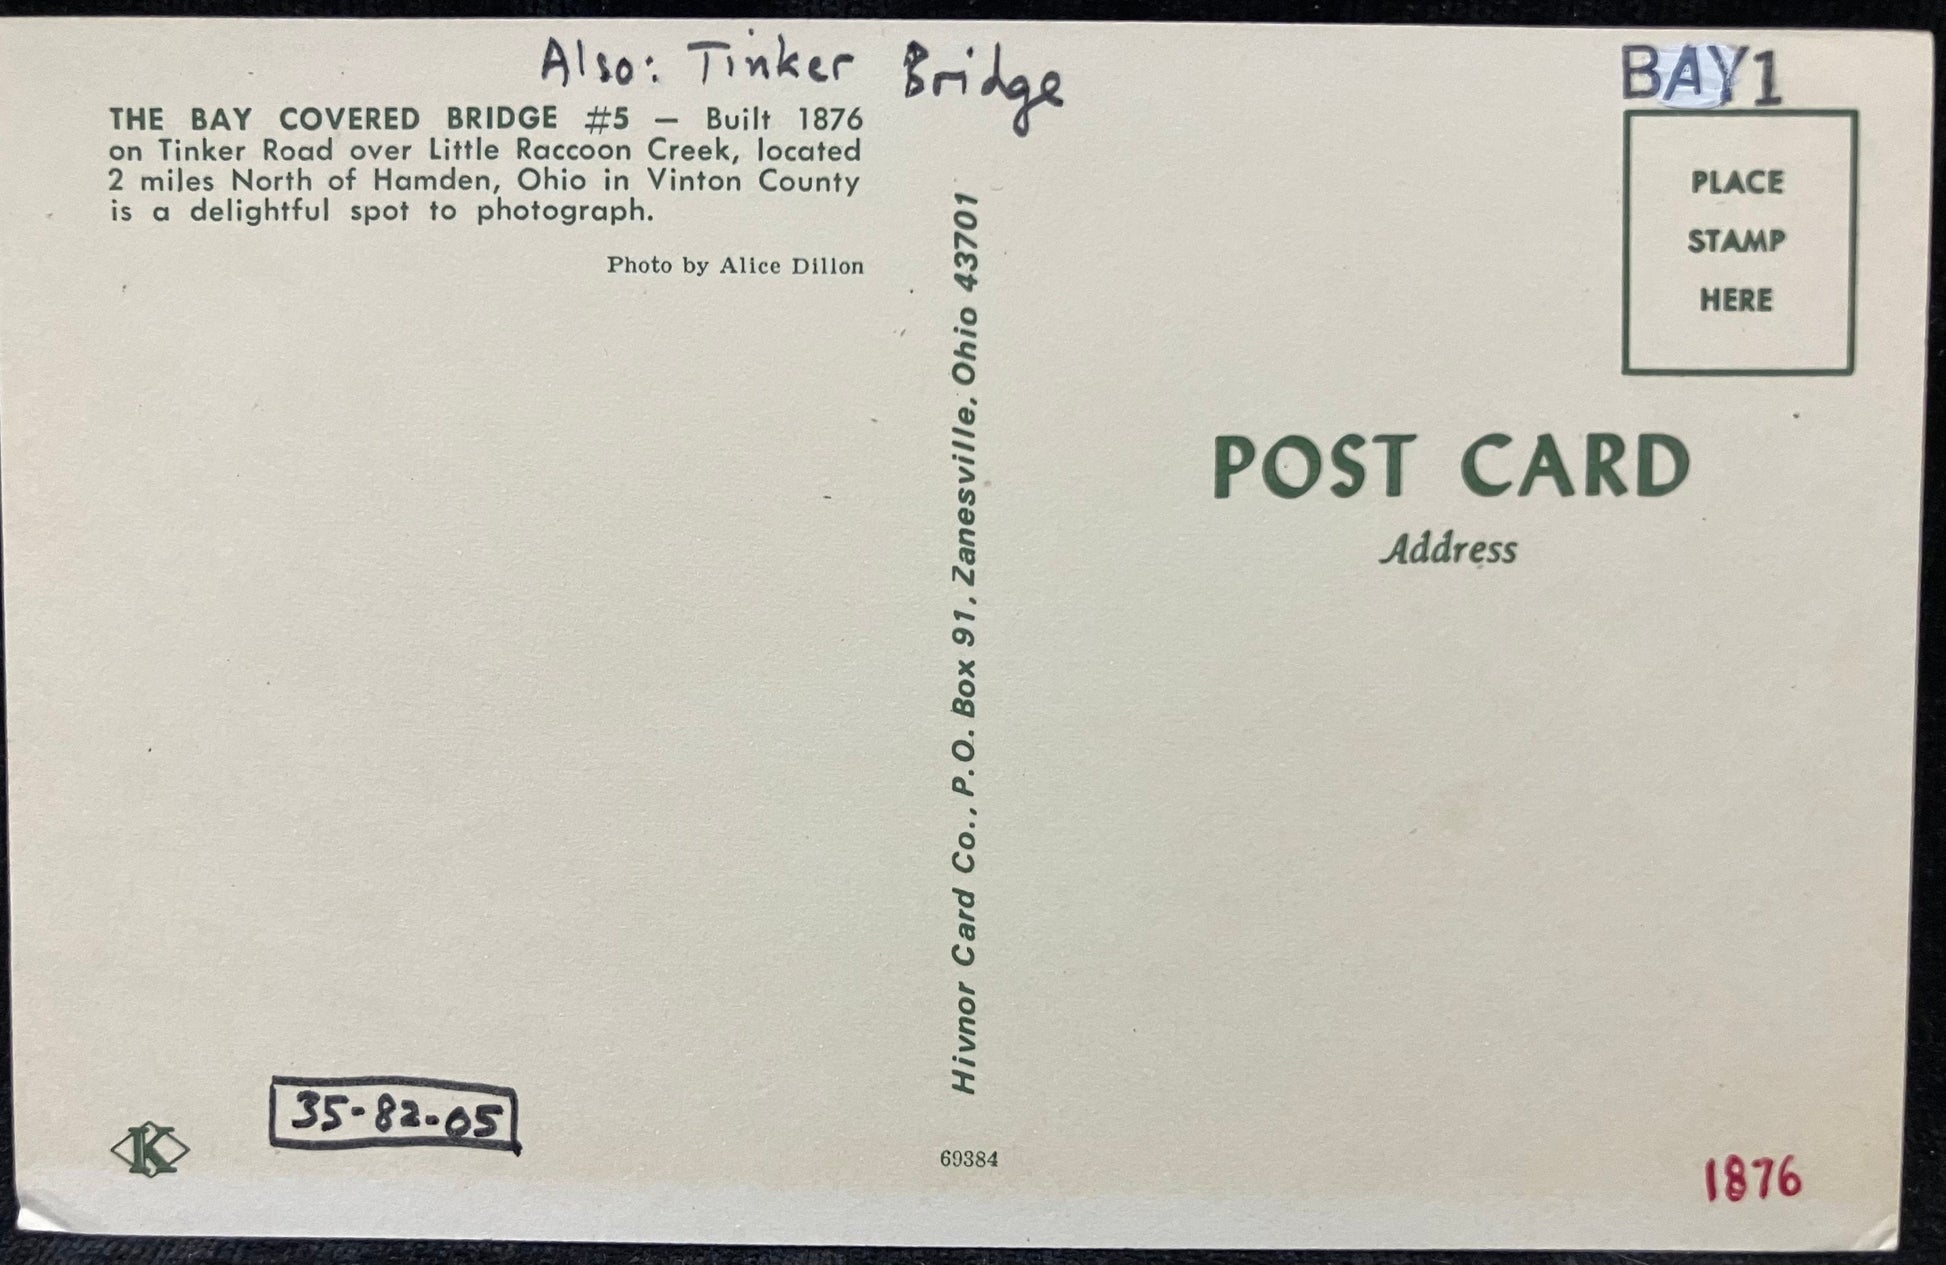 Also: Tinker Bridge
BAY1
THE BAY COVERED BRIDGE #5 — Built 1876
on Tinker Road over Little Raccoon Creek, located
2 miles North of Hamden, Ohio in Vinton County
is a delightful spot to photograph.
Photo by Alice Dillon
Hivnor Card Co., P.O. Box 91, Zanesville, Ohio 43701
PLACE
STAMP
HERE
POST CARD
Address
K
35-82-05
69384
1876